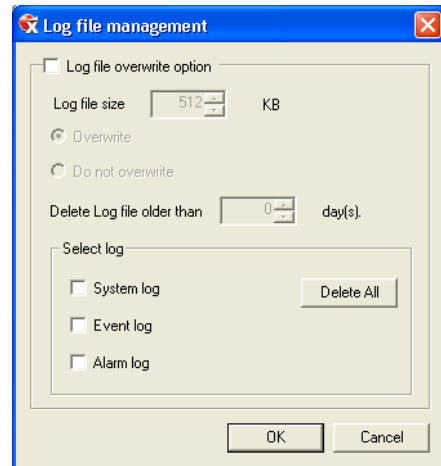 Log file management
Log file overwrite option
Log file size 512 KB
Overwrite
Do not overwrite
Delete Log file older than 0 day(s).
Select log
System log Delete All
Event log
Alarm log
OK Cancel